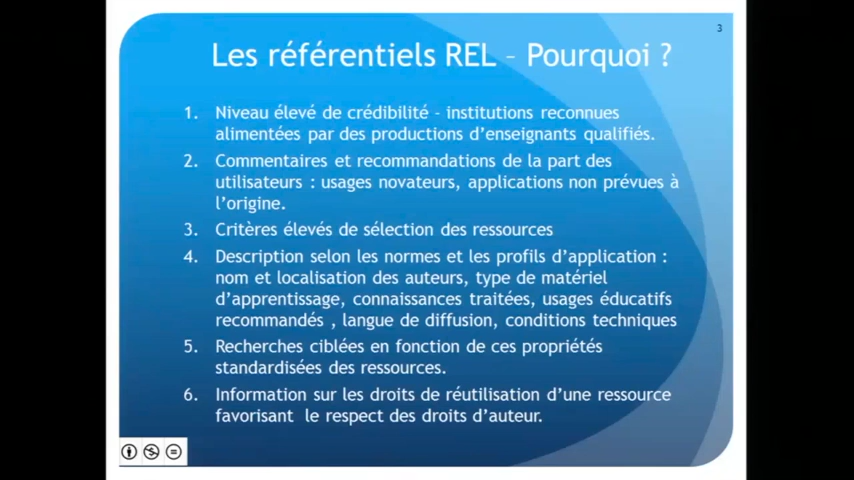 3
Les référentiels REL – Pourquoi ?
1. Niveau élevé de crédibilité - institutions reconnues
alimentées par des productions d’enseignants qualifiés.
2. Commentaires et recommandations de la part des
utilisateurs : usages novateurs, applications non prévues à
l’origine.
3. Critères élevés de sélection des ressources
4. Description selon les normes et les profils d’application :
nom et localisation des auteurs, type de matériel
d’apprentissage, connaissances traitées, usages éducatifs
recommandés , langue de diffusion, conditions techniques
5. Recherches ciblées en fonction de ces propriétés
standardisées des ressources.
6. Information sur les droits de réutilisation d’une ressource
favorisant le respect des droits d’auteur.